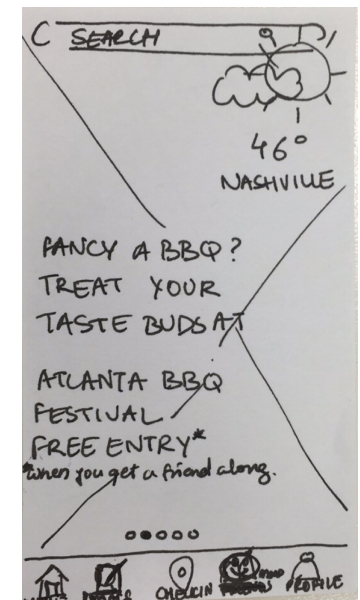 SEARCH
46°
NASHVILLE
FANCY A BBQ?
TREAT YOUR
TASTE BUDS AT
ATLANTA BBQ
FESTIVAL
FREE ENTRY*
*when you get a friend along.
CHECKIN
PROFILE